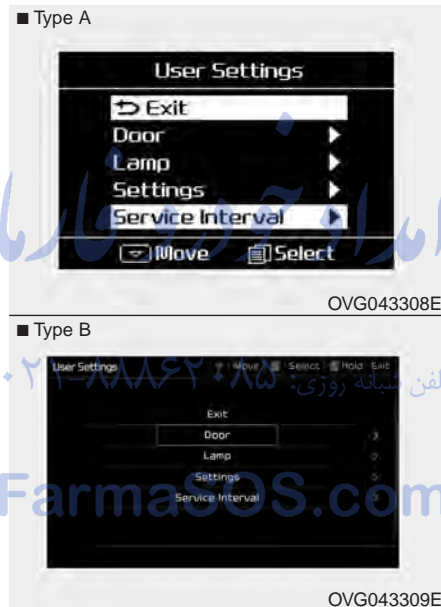 ■ Type A
User Settings
⮌ Exit
Door ▶
Lamp ▶
Settings ▶
Service Interval ▶
Move Select
OVG043308E
■ Type B
User Settings Move Select Hold Exit
Exit
Door
Lamp
Settings
Service Interval
FarmaSOS.com
OVG043309E